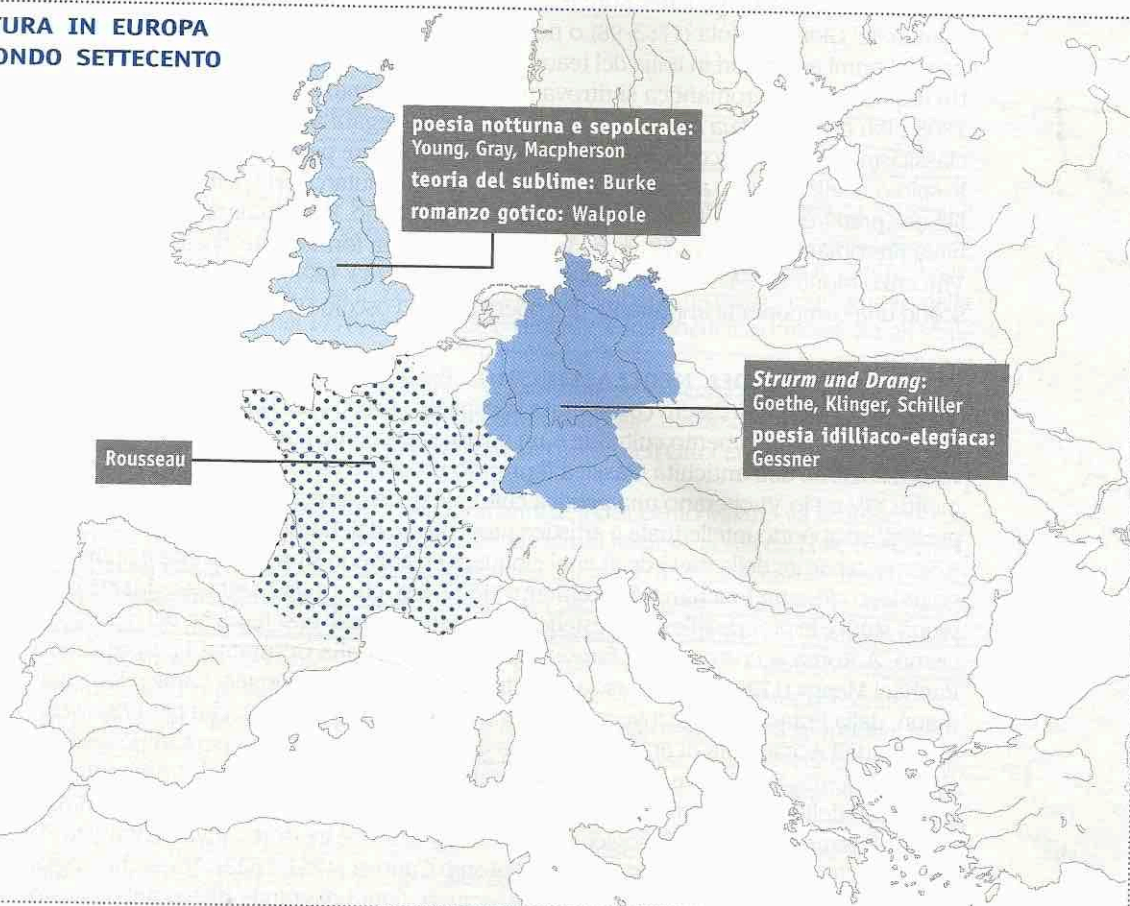 TURA IN EUROPA
ONDO SETTECENTO
poesia notturna e sepolcrale:
Young, Gray, Macpherson
teoria del sublime: Burke
romanzo gotico: Walpole
Strurm und Drang:
Goethe, Klinger, Schiller
poesia idilliaco-elegiaca:
Gessner
Rousseau